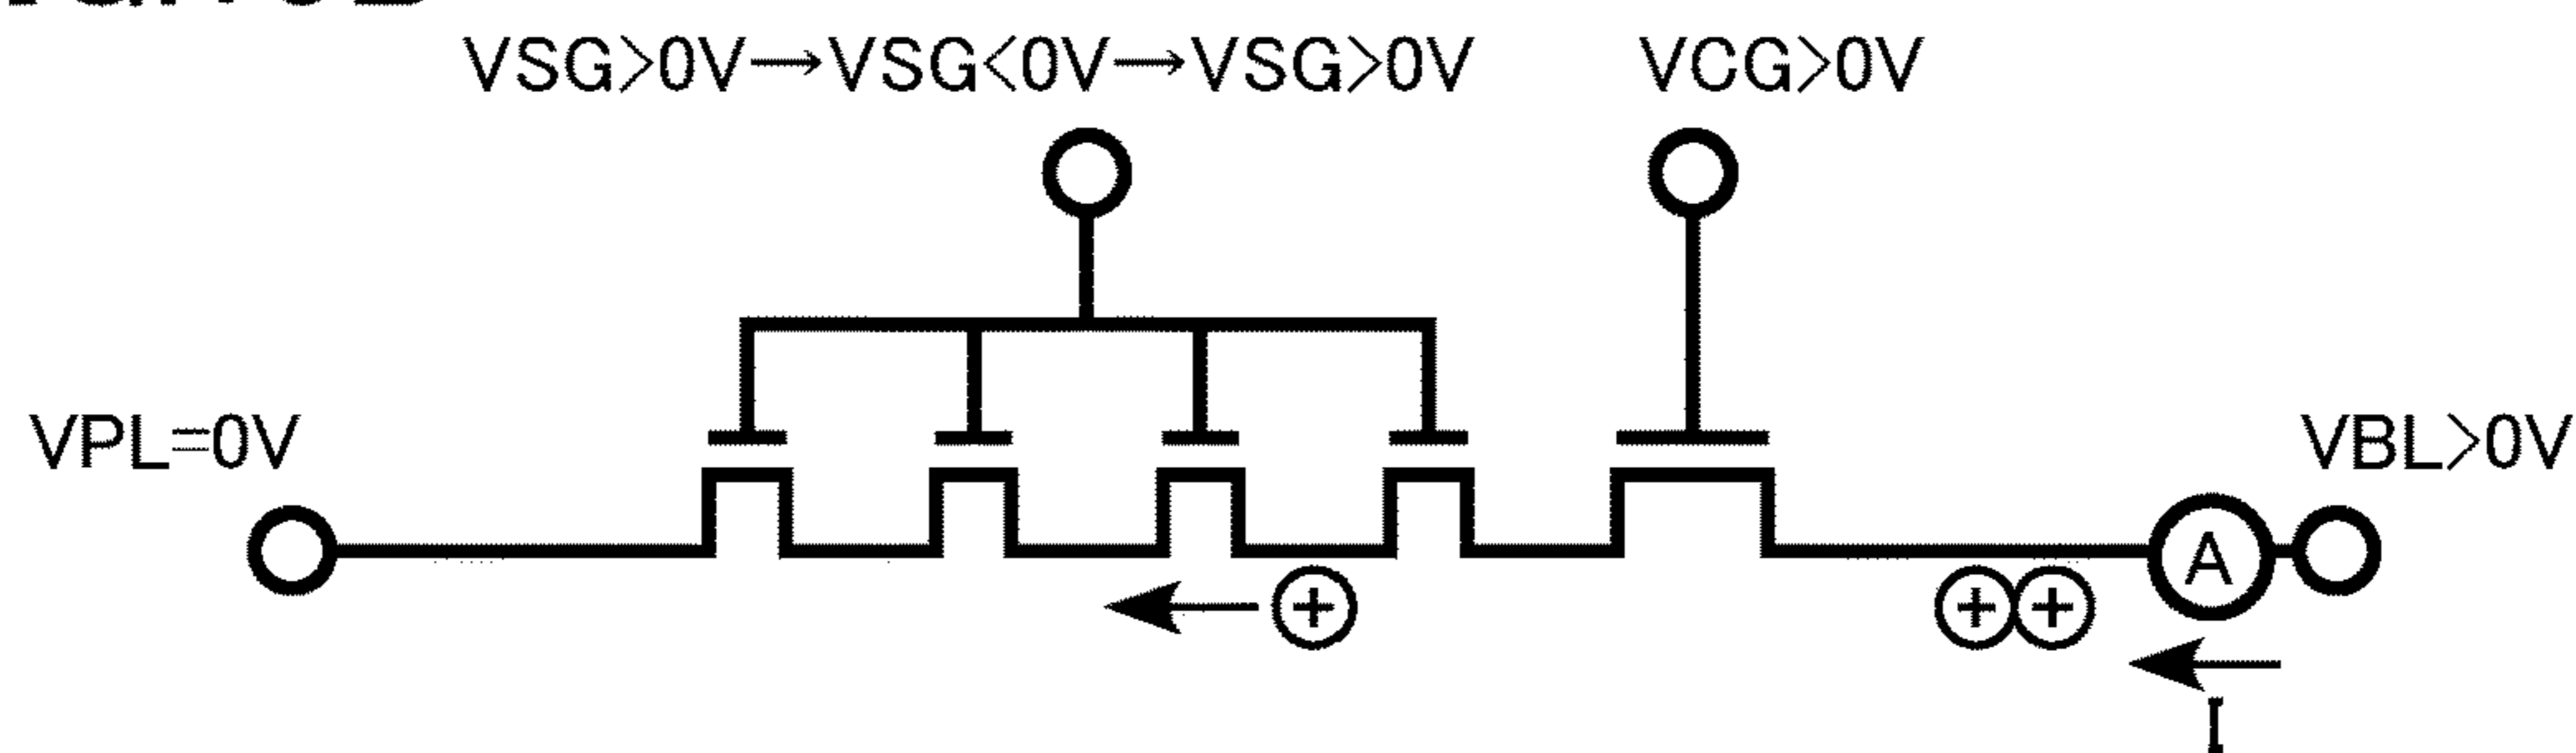 VSG>0V→VSG<0V→VSG>0V VCG>0V
VPL=0V
VBL>0V
A
+
++
I